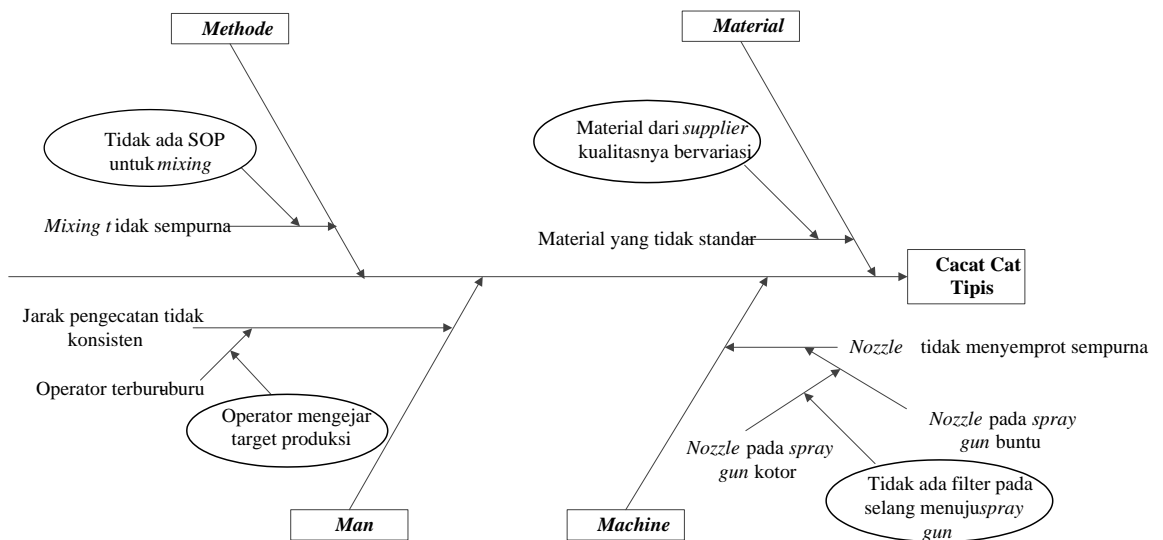 Methode
Material
Tidak ada SOP
untuk mixing
Material dari supplier
kualitasnya bervariasi
Mixing t idak sempurna
Material yang tidak standar
Cacat Cat
Tipis
Jarak pengecatan tidak
konsisten
Nozzle tidak menyemprot sempurna
Operator terburuburu
Operator mengejar
target produksi
Nozzle pada spray
gun buntu
Nozzle pada spray
gun kotor
Tidak ada filter pada
selang menujuspray
gun
Man
Machine